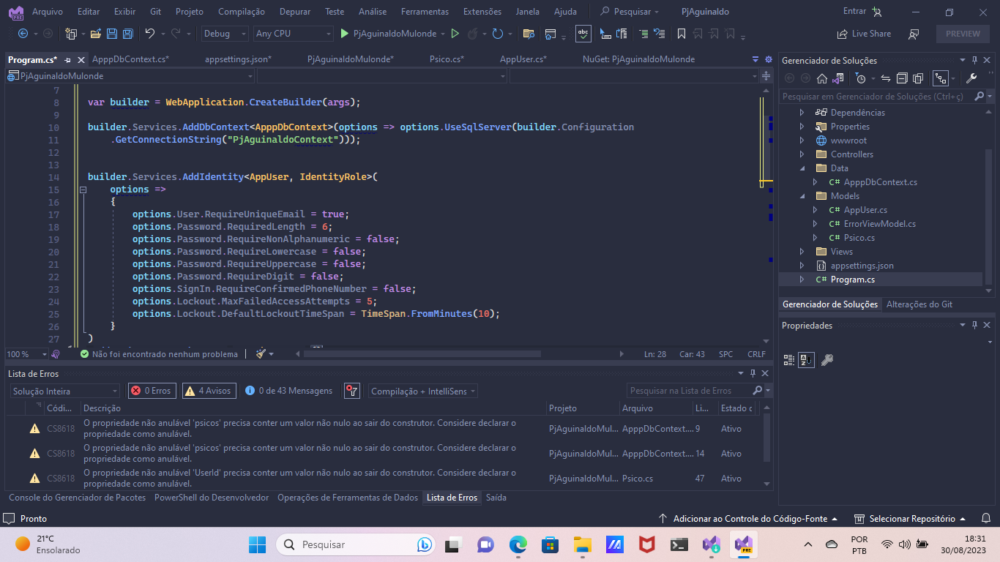 Arquivo Editar Exibir Git Projeto Compilação Depurar Teste Análise Ferramentas Extensões Janela Ajuda Pesquisar PjAguinaldo Entrar
PRE
Debug Any CPU PjAguinaldoMulonde abc Live Share PREVIEW
Program.cs* ApppDbContext.cs* appsettings.json* PjAguinaldoMulonde* Psico.cs* AppUser.cs* NuGet: PjAguinaldoMulonde
PjAguinaldoMulonde
7
8 var builder = WebApplication.CreateBuilder(args);
9
10 builder.Services.AddDbContext<ApppDbContext>(options => options.UseSqlServer(builder.Configuration
11 .GetConnectionString("PjAguinaldoContext")));
12
13
14 builder.Services.AddIdentity<AppUser, IdentityRole>(
15 options =>
16 {
17 options.User.RequireUniqueEmail = true;
18 options.Password.RequiredLength = 6;
19 options.Password.RequireNonAlphanumeric = false;
20 options.Password.RequireLowercase = false;
21 options.Password.RequireUppercase = false;
22 options.Password.RequireDigit = false;
23 options.SignIn.RequireConfirmedPhoneNumber = false;
24 options.Lockout.MaxFailedAccessAttempts = 5;
25 options.Lockout.DefaultLockoutTimeSpan = TimeSpan.FromMinutes(10);
26 }
27 )
100 % Não foi encontrado nenhum problema Ln: 28 Car: 43 SPC CRLF
Gerenciador de Soluções
Pesquisar em Gerenciador de Soluções (Ctrl+ç)
Dependências
Properties
wwwroot
Controllers
Data
C# ApppDbContext.cs
Models
C# AppUser.cs
C# ErrorViewModel.cs
C# Psico.cs
Views
appsettings.json
C# Program.cs
Gerenciador de Soluções Alterações do Git
Propriedades
Lista de Erros
Solução Inteira 0 Erros 4 Avisos 0 de 43 Mensagens Compilação + IntelliSens Pesquisar na Lista de Erros
Códi... Descrição Projeto Arquivo Li... Estado d
CS8618 O propriedade não anulável 'psicos' precisa conter um valor não nulo ao sair do construtor. Considere declarar o PjAguinaldoMul... ApppDbContext.... 9 Ativo
propriedade como anulável.
CS8618 O propriedade não anulável 'psicos' precisa conter um valor não nulo ao sair do construtor. Considere declarar o PjAguinaldoMul... ApppDbContext.... 14 Ativo
propriedade como anulável.
CS8618 O propriedade não anulável 'UserId' precisa conter um valor não nulo ao sair do construtor. Considere declarar o PjAguinaldoMul... Psico.cs 47 Ativo
propriedade como anulável.
Console do Gerenciador de Pacotes PowerShell do Desenvolvedor Operações de Ferramentas de Dados Lista de Erros Saída
Pronto Adicionar ao Controle do Código-Fonte Selecionar Repositório
21°C
Ensolarado
Pesquisar
PRE
POR
PTB
18:31
30/08/2023